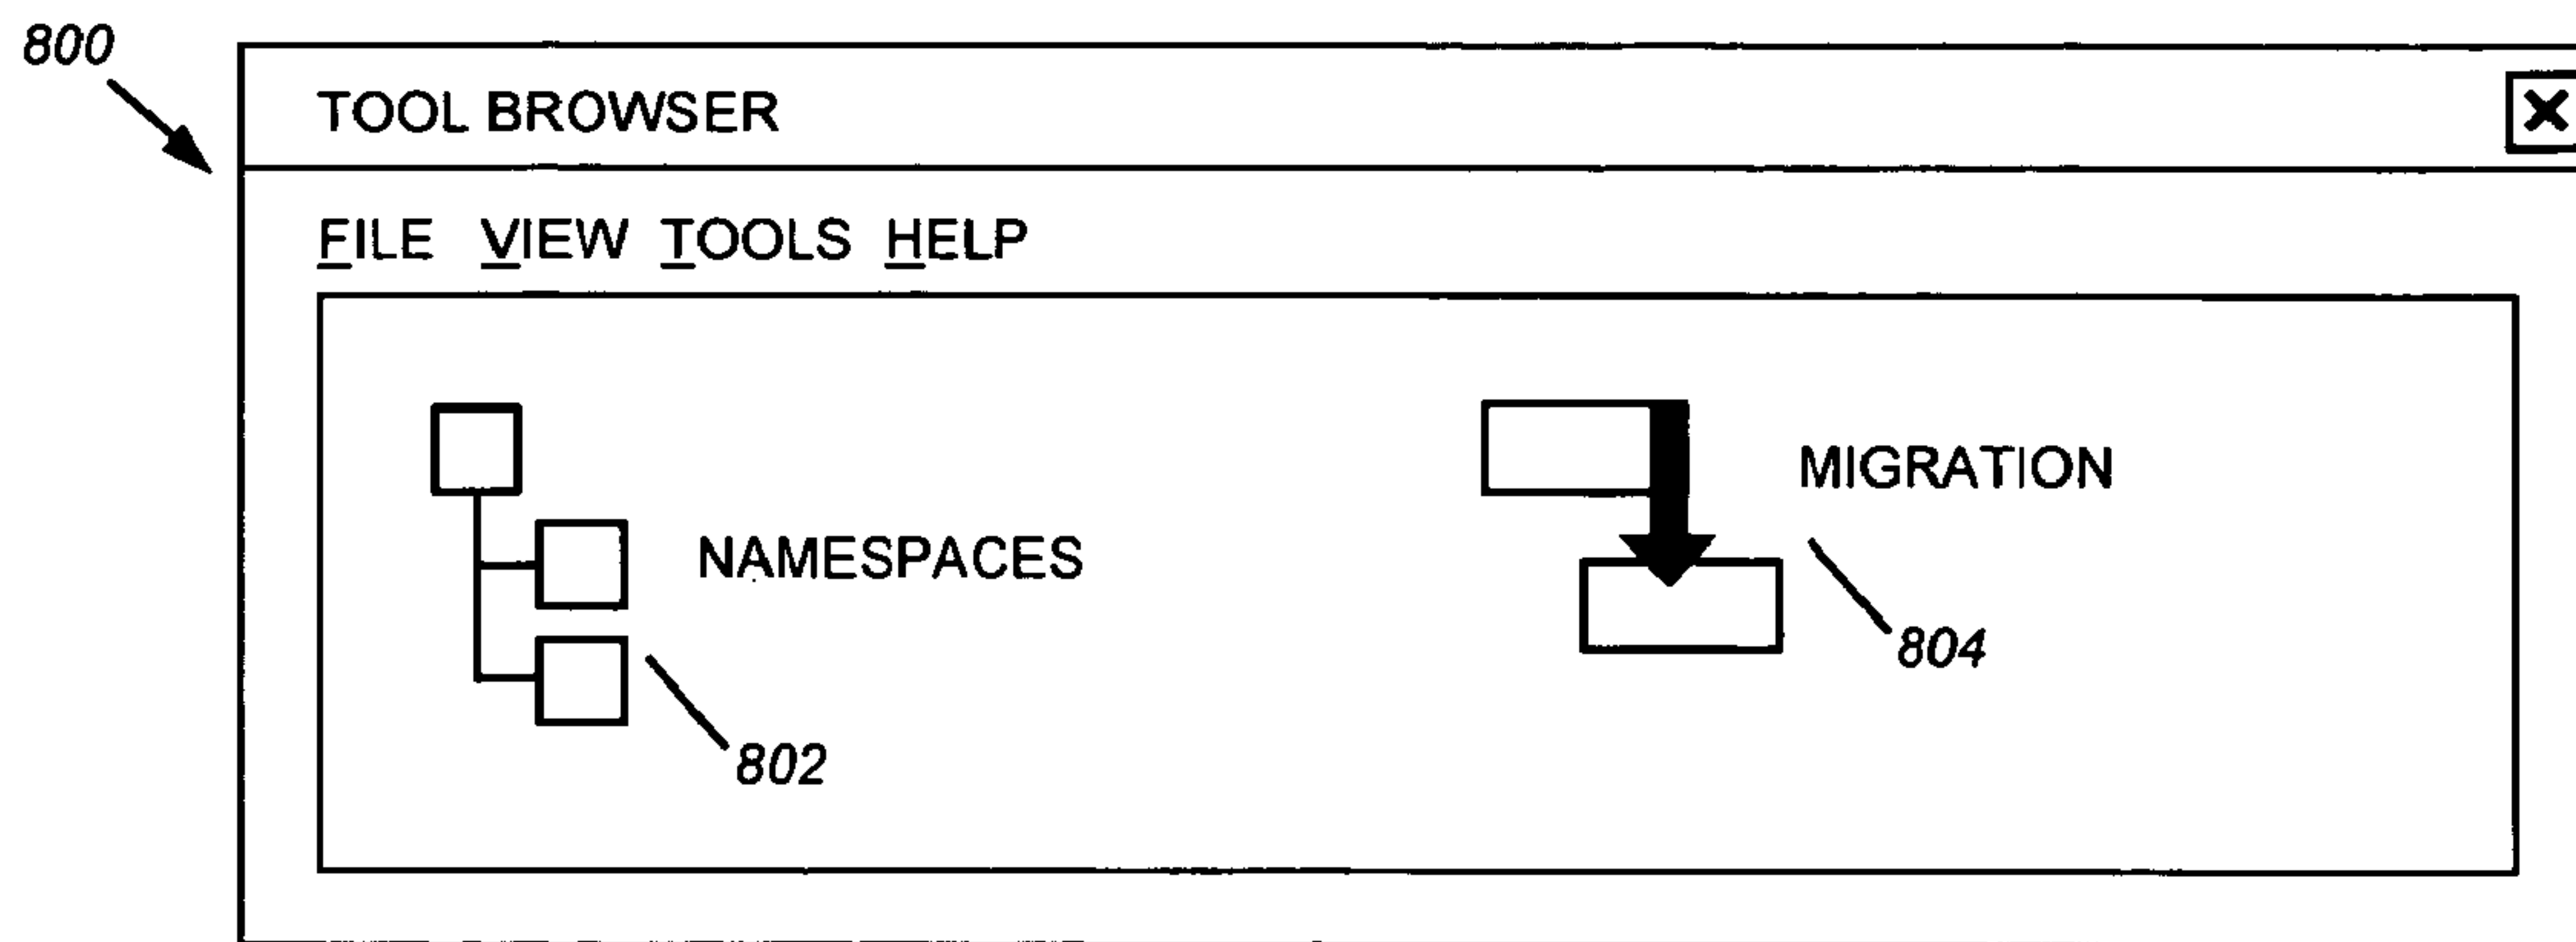 800
TOOL BROWSER
FILE VIEW TOOLS HELP
MIGRATION
NAMESPACES
804
802